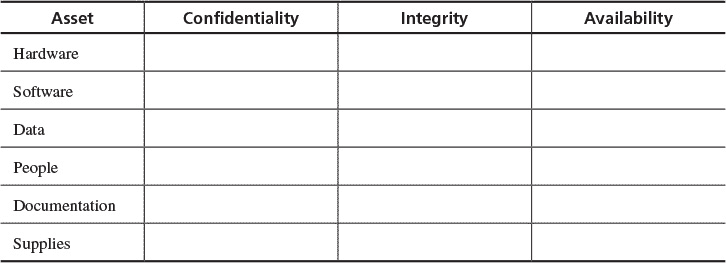 Asset Confidentiality Integrity Availability
Hardware
Software
Data
People
Documentation
Supplies